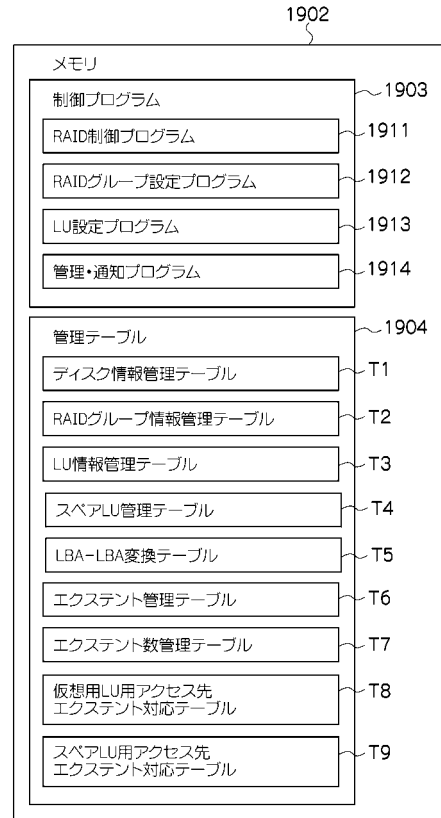 1902
メモリ
制御プログラム
1903
RAID制御プログラム
1911
RAIDグループ設定プログラム
1912
LU設定プログラム
1913
管理・通知プログラム
1914
管理テーブル
1904
ディスク情報管理テーブル
T1
RAIDグループ情報管理テーブル
T2
LU情報管理テーブル
T3
スペアLU管理テーブル
T4
LBA-LBA変換テーブル
T5
エクステント管理テーブル
T6
エクステント数管理テーブル
T7
仮想用LU用アクセス先
エクステント対応テーブル
T8
スペアLU用アクセス先
エクステント対応テーブル
T9